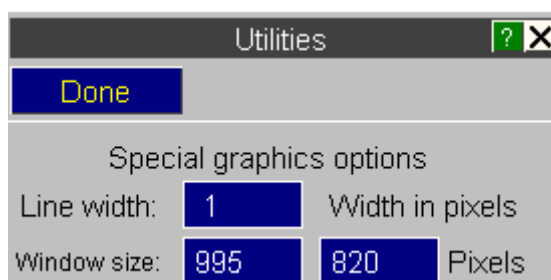 Utilities ? X
Done
Special graphics options
Line width: 1 Width in pixels
Window size: 995 820 Pixels